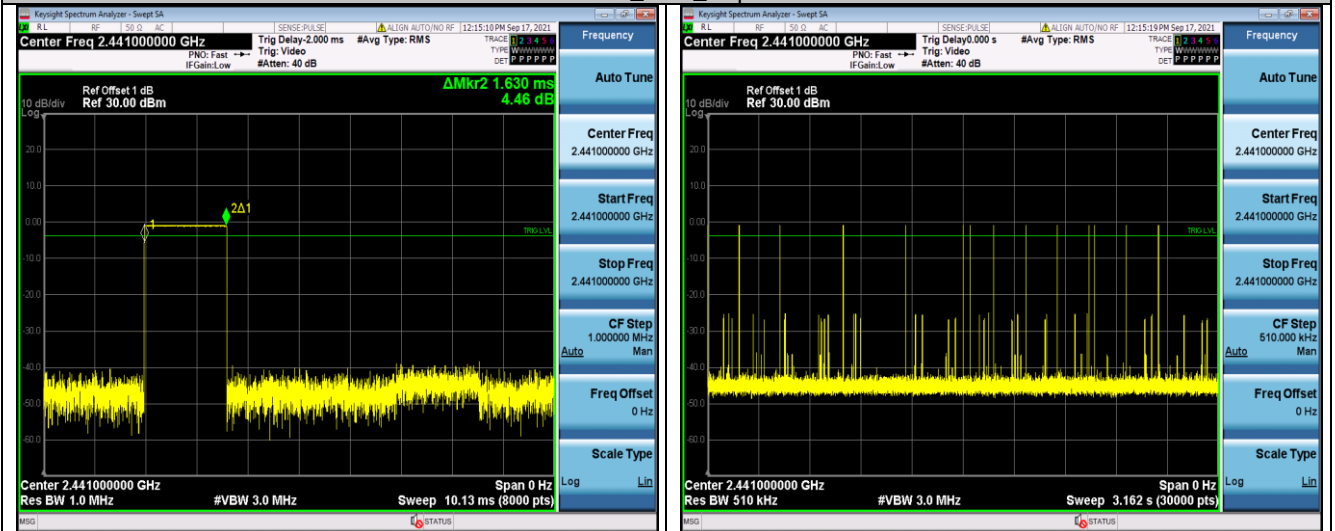 Keysight Spectrum Analyzer - Swept SA
RL RF 50 Ω AC SENSE:PULSE ALIGN AUTO/NO RF 12:15:10 PM Sep 17, 2021
Center Freq 2.441000000 GHz
PNO: Fast
IFGain:Low
Trig Delay-2.000 ms
Trig: Video
#Atten: 40 dB
#Avg Type: RMS
TRACE 1 2 3 4 5 6
TYPE WWWWWW
DET P P P P P P
ΔMkr2 1.630 ms
4.46 dB
Ref Offset 1 dB
10 dB/div Ref 30.00 dBm
Log
20.0
10.0
0.00
-10.0
-20.0
-30.0
-40.0
-50.0
-60.0
1
2Δ1
TRIG LVL
Center 2.441000000 GHz Span 0 Hz
Res BW 1.0 MHz #VBW 3.0 MHz Sweep 10.13 ms (8000 pts)
MSG STATUS
Frequency
Auto Tune
Center Freq
2.441000000 GHz
Start Freq
2.441000000 GHz
Stop Freq
2.441000000 GHz
CF Step
1.000000 MHz
Auto Man
Freq Offset
0 Hz
Scale Type
Log Lin
Keysight Spectrum Analyzer - Swept SA
RL RF 50 Ω AC SENSE:PULSE ALIGN AUTO/NO RF 12:15:19 PM Sep 17, 2021
Center Freq 2.441000000 GHz
PNO: Fast
IFGain:Low
Trig Delay0.000 s
Trig: Video
#Atten: 40 dB
#Avg Type: RMS
TRACE 1 2 3 4 5 6
TYPE WWWWWW
DET P P P P P P
Ref Offset 1 dB
10 dB/div Ref 30.00 dBm
Log
20.0
10.0
0.00
-10.0
-20.0
-30.0
-40.0
-50.0
-60.0
TRIG LVL
Center 2.441000000 GHz Span 0 Hz
Res BW 510 kHz #VBW 3.0 MHz Sweep 3.162 s (30000 pts)
MSG STATUS
Frequency
Auto Tune
Center Freq
2.441000000 GHz
Start Freq
2.441000000 GHz
Stop Freq
2.441000000 GHz
CF Step
510.000 kHz
Auto Man
Freq Offset
0 Hz
Scale Type
Log Lin